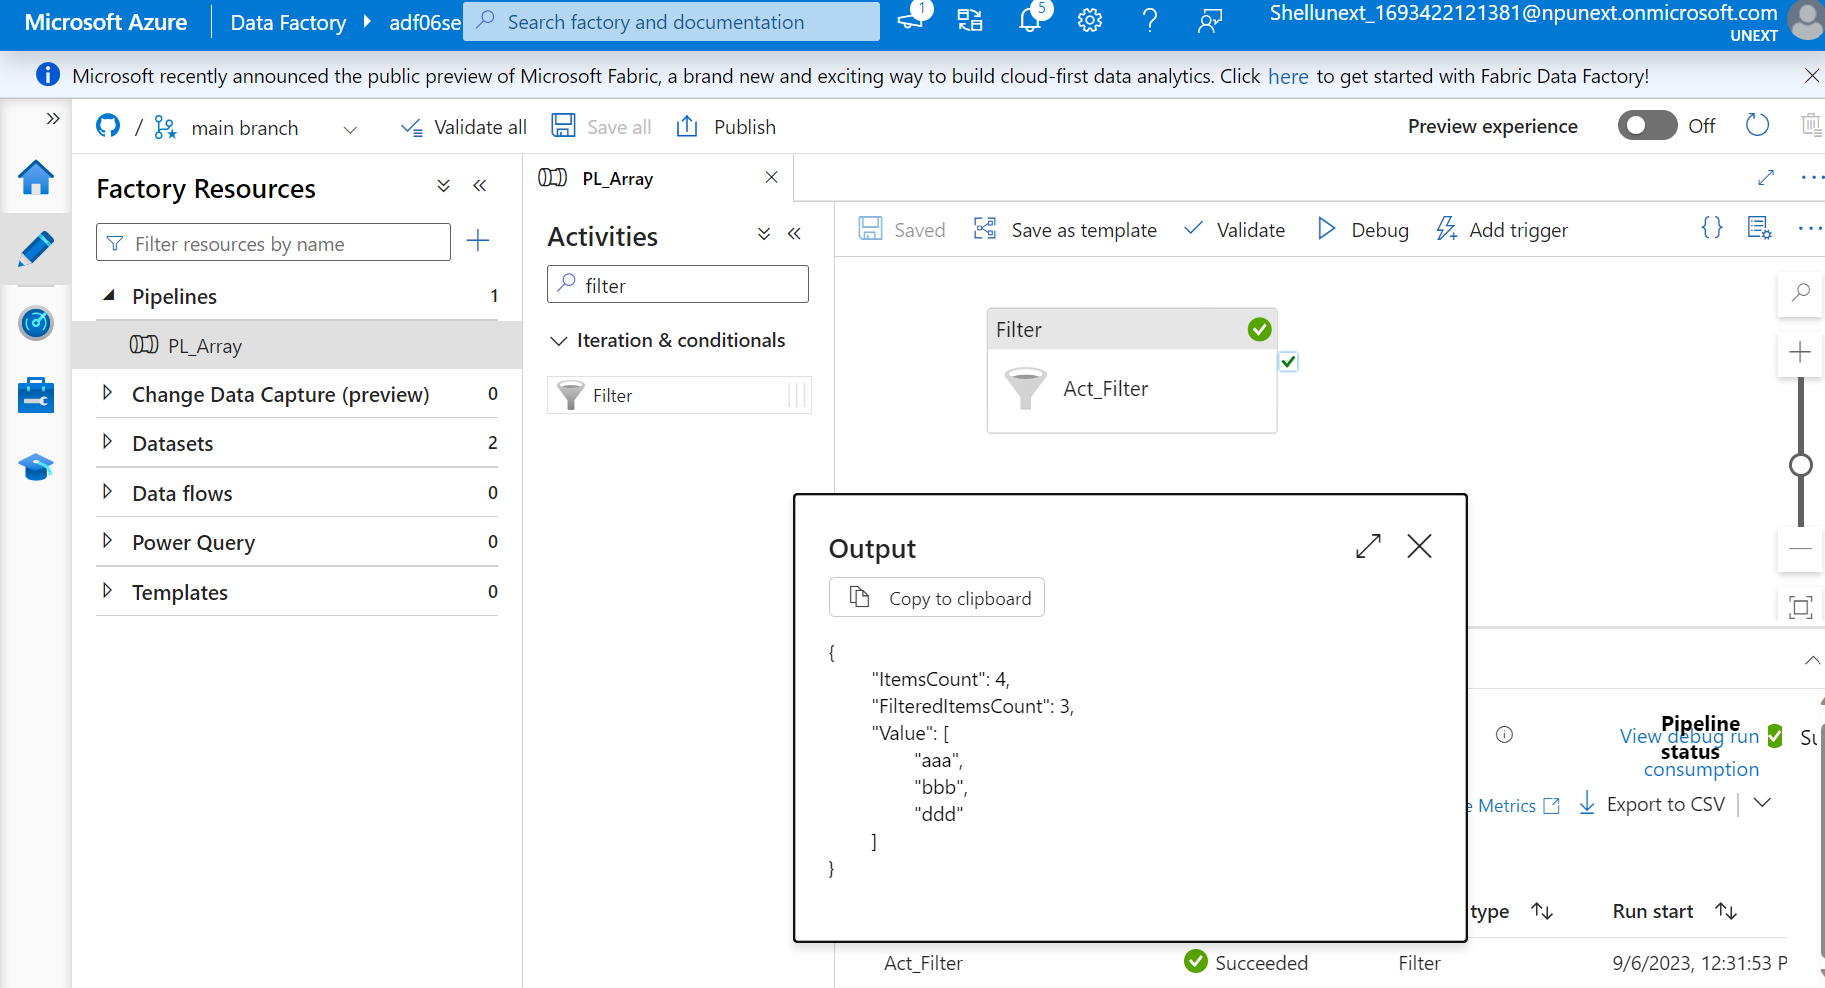 Microsoft Azure
Data Factory
adf06se
Search factory and documentation
1
5
?
Shellunext_1693422121381@npunext.onmicrosoft.com
UNEXT
Microsoft recently announced the public preview of Microsoft Fabric, a brand new and exciting way to build cloud-first data analytics. Click here to get started with Fabric Data Factory!
/
main branch
Validate all
Save all
Publish
Preview experience
Off
Factory Resources
Filter resources by name
Pipelines 1
PL_Array
Change Data Capture (preview) 0
Datasets 2
Data flows 0
Power Query 0
Templates 0
PL_Array
Activities
filter
Iteration & conditionals
Filter
Saved
Save as template
Validate
Debug
Add trigger
{}
Filter
Act_Filter
Output
Copy to clipboard
{
"ItemsCount": 4,
"FilteredItemsCount": 3,
"Value": [
"aaa",
"bbb",
"ddd"
]
}
Pipeline
status
View debug run
consumption
Su
e Metrics
Export to CSV
type
Run start
Act_Filter
Succeeded
Filter
9/6/2023, 12:31:53 P